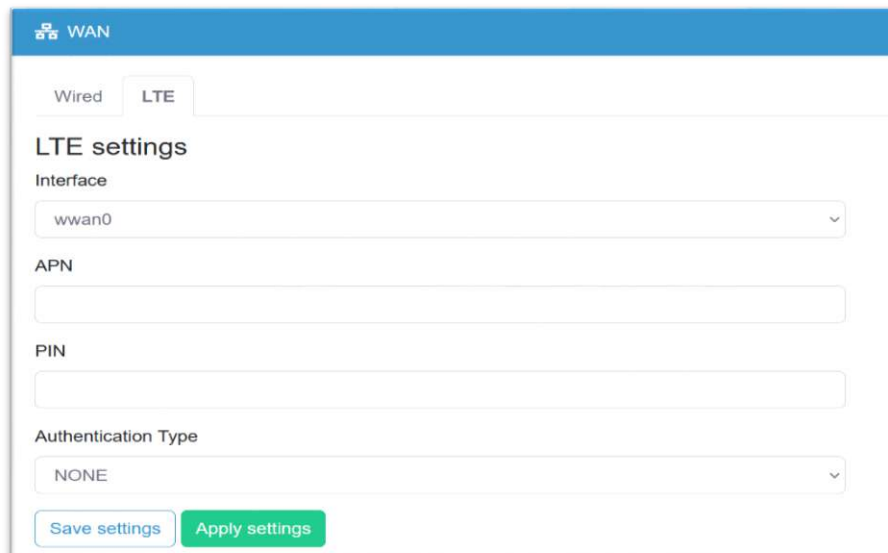 WAN
Wired LTE
LTE settings
Interface
wwan0
APN
PIN
Authentication Type
NONE
Save settings Apply settings